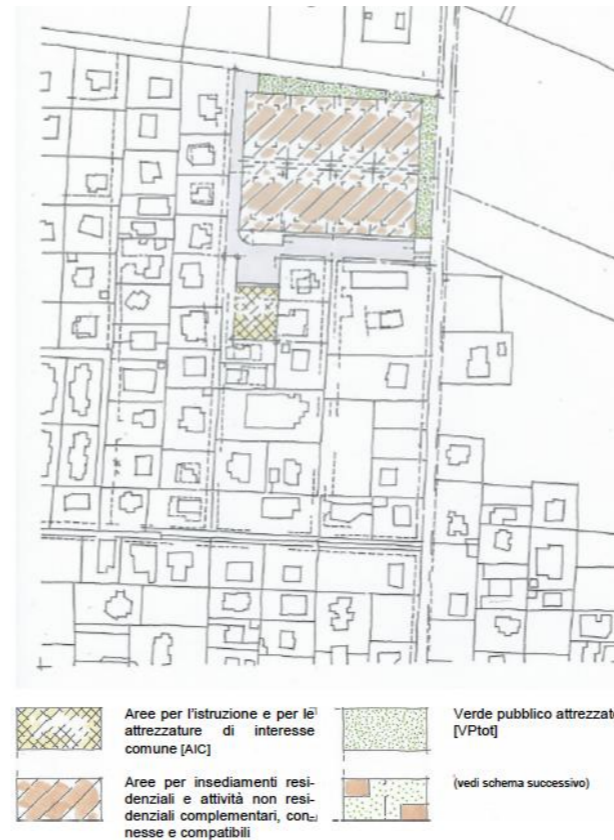 Aree per l'istruzione e per le
attrezzature di interesse
comune [AIC]
Verde pubblico attrezzato
[VPtot]
Aree per insediamenti resi-
denziali e attività non resi-
denziali complementari, con-
nesse e compatibili
(vedi schema successivo)